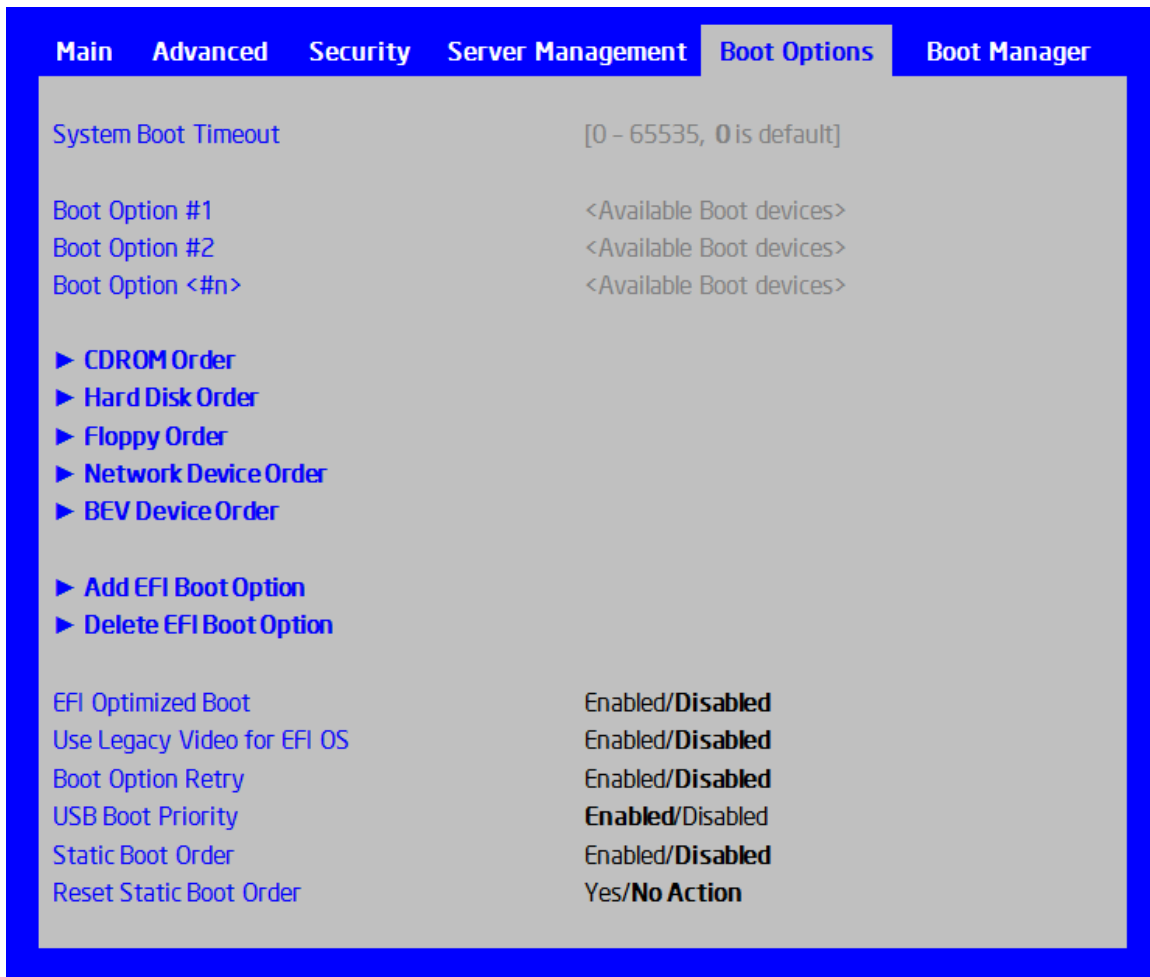 Main Advanced Security Server Management Boot Options Boot Manager
System Boot Timeout [0 – 65535, 0 is default]
Boot Option #1 <Available Boot devices>
Boot Option #2 <Available Boot devices>
Boot Option <#n> <Available Boot devices>
► CDROM Order
► Hard Disk Order
► Floppy Order
► Network Device Order
► BEV Device Order
► Add EFI Boot Option
► Delete EFI Boot Option
EFI Optimized Boot Enabled/Disabled
Use Legacy Video for EFI OS Enabled/Disabled
Boot Option Retry Enabled/Disabled
USB Boot Priority Enabled/Disabled
Static Boot Order Enabled/Disabled
Reset Static Boot Order Yes/No Action